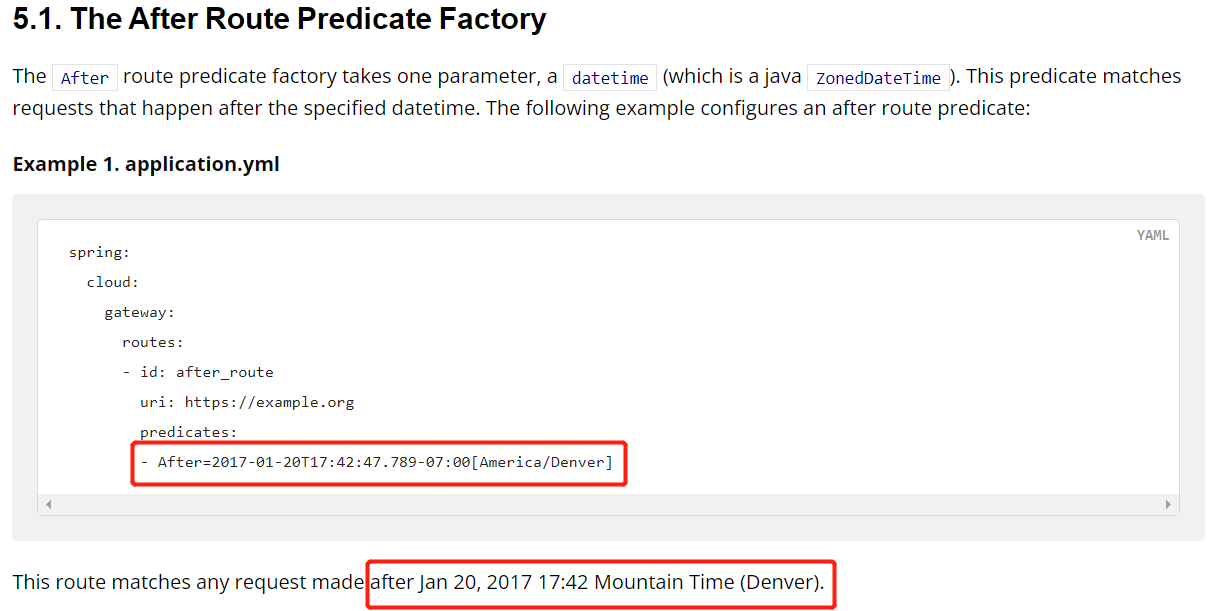 5.1. The After Route Predicate Factory
The After route predicate factory takes one parameter, a datetime (which is a java ZonedDateTime). This predicate matches
requests that happen after the specified datetime. The following example configures an after route predicate:
Example 1. application.yml
YAML
spring:
  cloud:
    gateway:
      routes:
      - id: after_route
        uri: https://example.org
        predicates:
        - After=2017-01-20T17:42:47.789-07:00[America/Denver]
This route matches any request made after Jan 20, 2017 17:42 Mountain Time (Denver).